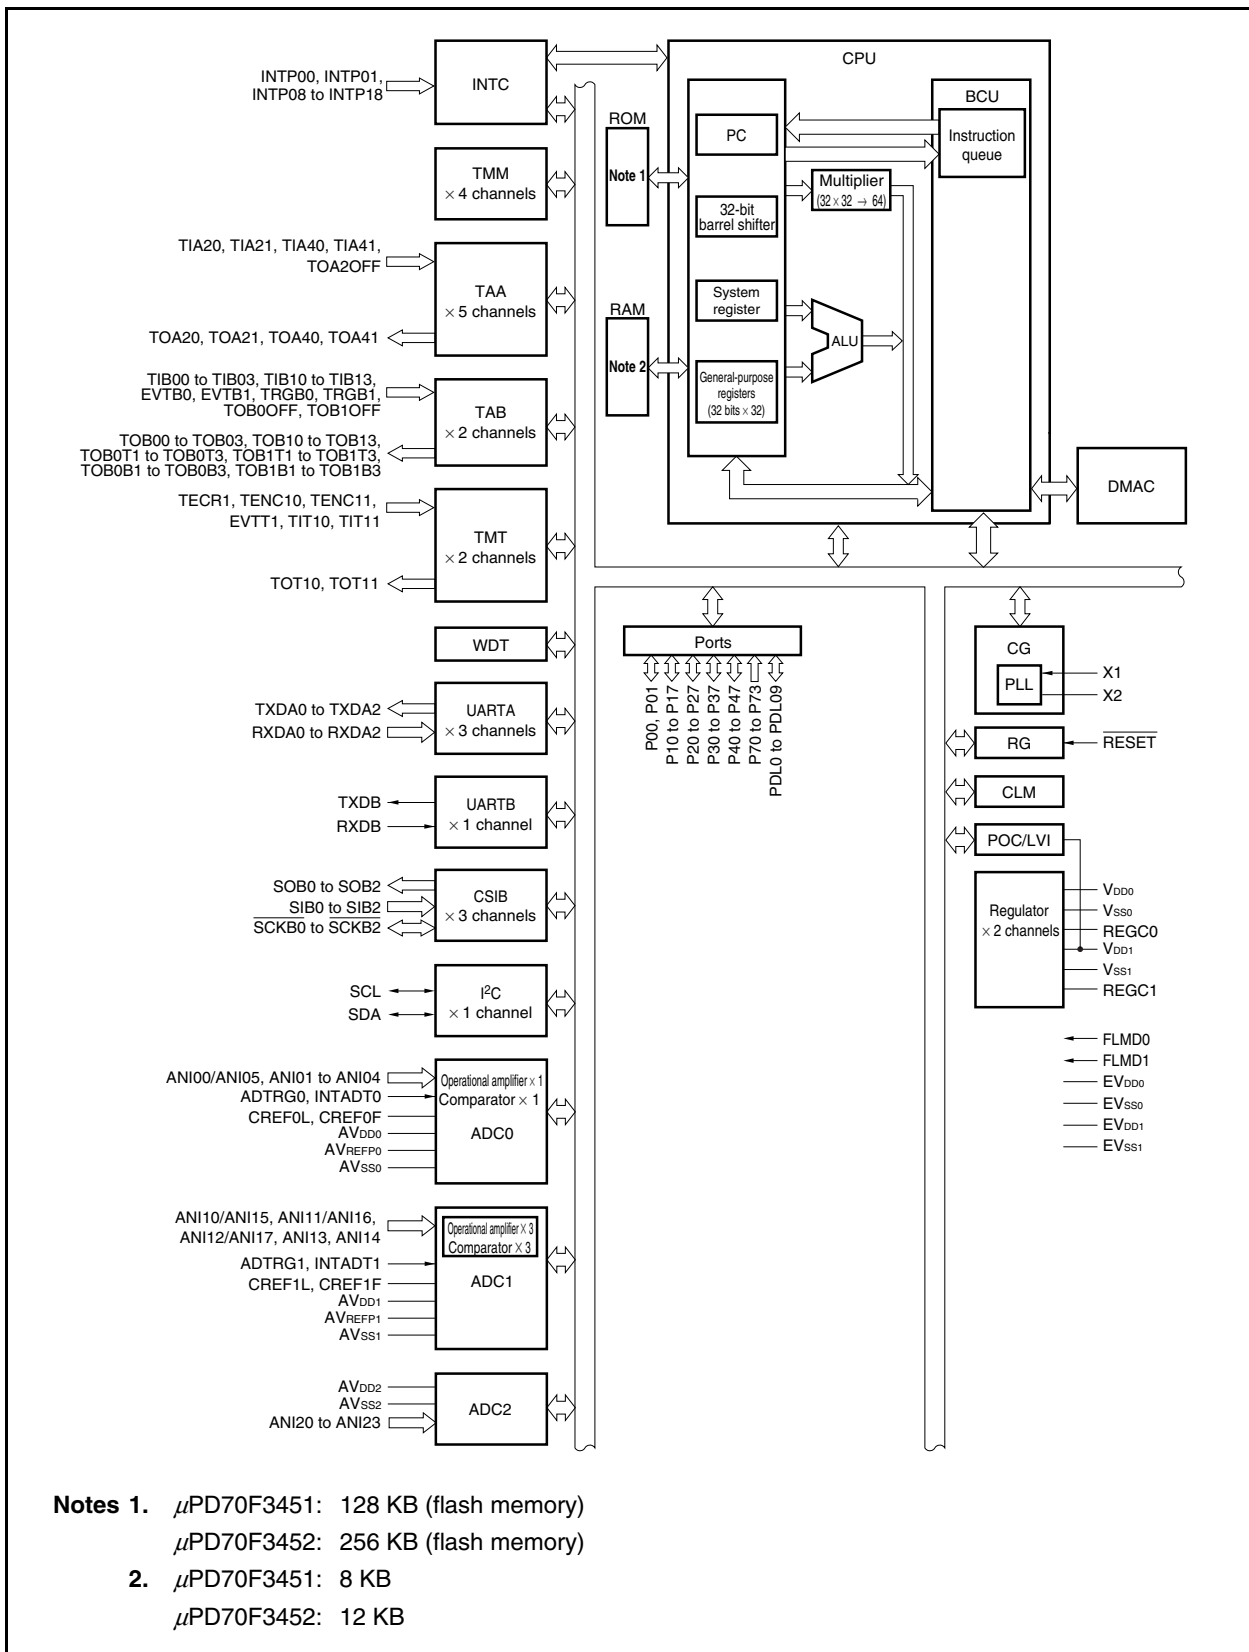 INTP00, INTP01,
INTP08 to INTP18
INTC
TMM
× 4 channels
TIA20, TIA21, TIA40, TIA41,
TOA2OFF
TAA
× 5 channels
TOA20, TOA21, TOA40, TOA41
TIB00 to TIB03, TIB10 to TIB13,
EVTB0, EVTB1, TRGB0, TRGB1,
TOB0OFF, TOB1OFF
TAB
× 2 channels
TOB00 to TOB03, TOB10 to TOB13,
TOB0T1 to TOB0T3, TOB1T1 to TOB1T3,
TOB0B1 to TOB0B3, TOB1B1 to TOB1B3
TECR1, TENC10, TENC11,
EVTT1, TIT10, TIT11
TMT
× 2 channels
TOT10, TOT11
WDT
TXDA0 to TXDA2
RXDA0 to RXDA2
UARTA
× 3 channels
TXDB
RXDB
UARTB
× 1 channel
SOB0 to SOB2
SIB0 to SIB2
SCKB0 to SCKB2
CSIB
× 3 channels
SCL
SDA
I²C
× 1 channel
ANI00/ANI05, ANI01 to ANI04
ADTRG0, INTADT0
CREF0L, CREF0F
AVDD0
AVREFP0
AVSS0
Operational amplifier × 1
Comparator × 1
ADC0
ANI10/ANI15, ANI11/ANI16,
ANI12/ANI17, ANI13, ANI14
ADTRG1, INTADT1
CREF1L, CREF1F
AVDD1
AVREFP1
AVSS1
Operational amplifier × 3
Comparator × 3
ADC1
AVDD2
AVSS2
ANI20 to ANI23
ADC2
CPU
ROM
Note 1
RAM
Note 2
PC
32-bit
barrel shifter
System
register
General-purpose
registers
(32 bits × 32)
Multiplier
(32 × 32 → 64)
ALU
BCU
Instruction
queue
DMAC
Ports
P00, P01
P10 to P17
P20 to P27
P30 to P37
P40 to P47
P70 to P73
PDL0 to PDL09
CG
PLL
X1
X2
RG
RESET
CLM
POC/LVI
Regulator
× 2 channels
VDD0
VSS0
REGC0
VDD1
VSS1
REGC1
FLMD0
FLMD1
EVDD0
EVSS0
EVDD1
EVSS1
Notes 1. μPD70F3451: 128 KB (flash memory)
μPD70F3452: 256 KB (flash memory)
2. μPD70F3451: 8 KB
μPD70F3452: 12 KB